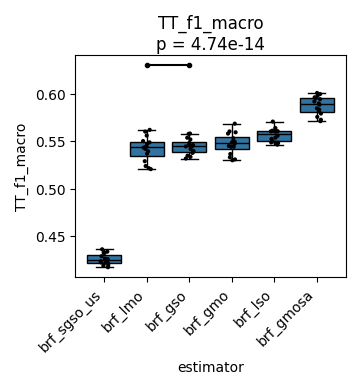 TT_f1_macro
p = 4.74e-14
TT_f1_macro
0.60
0.55
0.50
0.45
brf_sgso_us
brf_lmo
brf_gso
brf_gmo
brf_lso
brf_gmosa
estimator